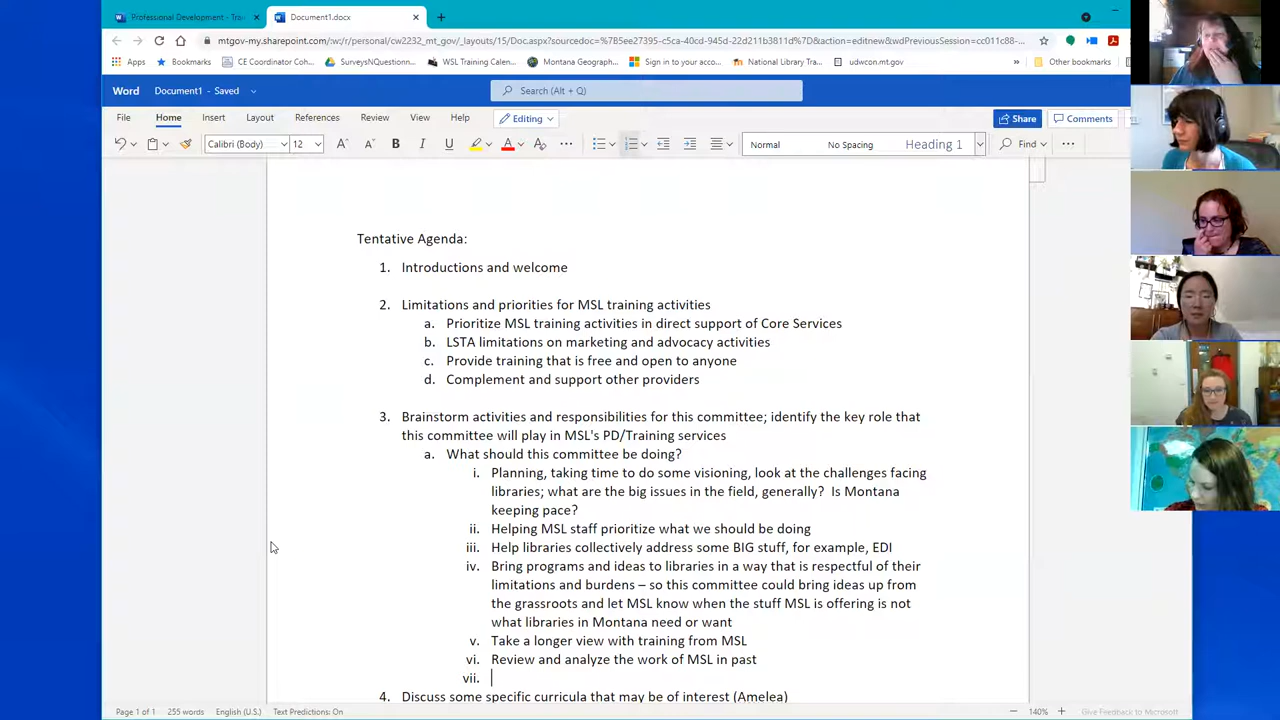 Professional Development - Trai
Document1.docx
mtgov-my.sharepoint.com/:w:/r/personal/cw2232_mt_gov/_layouts/15/Doc.aspx?sourcedoc=%7B5ee27395-c5ca-40cd-945d-22d211b3811d%7D&action=editnew&wdPreviousSession=cc011c88-...
Apps Bookmarks CE Coordinator Coh... SurveysNQuestionn... WSL Training Calen... Montana Geograph... Sign in to your acco... National Library Tra... udwcon.mt.gov » Other bookmarks
Word Document1 - Saved Search (Alt + Q)
File Home Insert Layout References Review View Help Editing Share Comments
Calibri (Body) 12 A A B I U A Normal No Spacing Heading 1 Find
Tentative Agenda:
1. Introductions and welcome
2. Limitations and priorities for MSL training activities
a. Prioritize MSL training activities in direct support of Core Services
b. LSTA limitations on marketing and advocacy activities
c. Provide training that is free and open to anyone
d. Complement and support other providers
3. Brainstorm activities and responsibilities for this committee; identify the key role that
this committee will play in MSL's PD/Training services
a. What should this committee be doing?
i. Planning, taking time to do some visioning, look at the challenges facing
libraries; what are the big issues in the field, generally? Is Montana
keeping pace?
ii. Helping MSL staff prioritize what we should be doing
iii. Help libraries collectively address some BIG stuff, for example, EDI
iv. Bring programs and ideas to libraries in a way that is respectful of their
limitations and burdens – so this committee could bring ideas up from
the grassroots and let MSL know when the stuff MSL is offering is not
what libraries in Montana need or want
v. Take a longer view with training from MSL
vi. Review and analyze the work of MSL in past
vii.
4. Discuss some specific curricula that may be of interest (Amelea)
Page 1 of 1 255 words English (U.S.) Text Predictions: On 140% Give Feedback to Microsoft